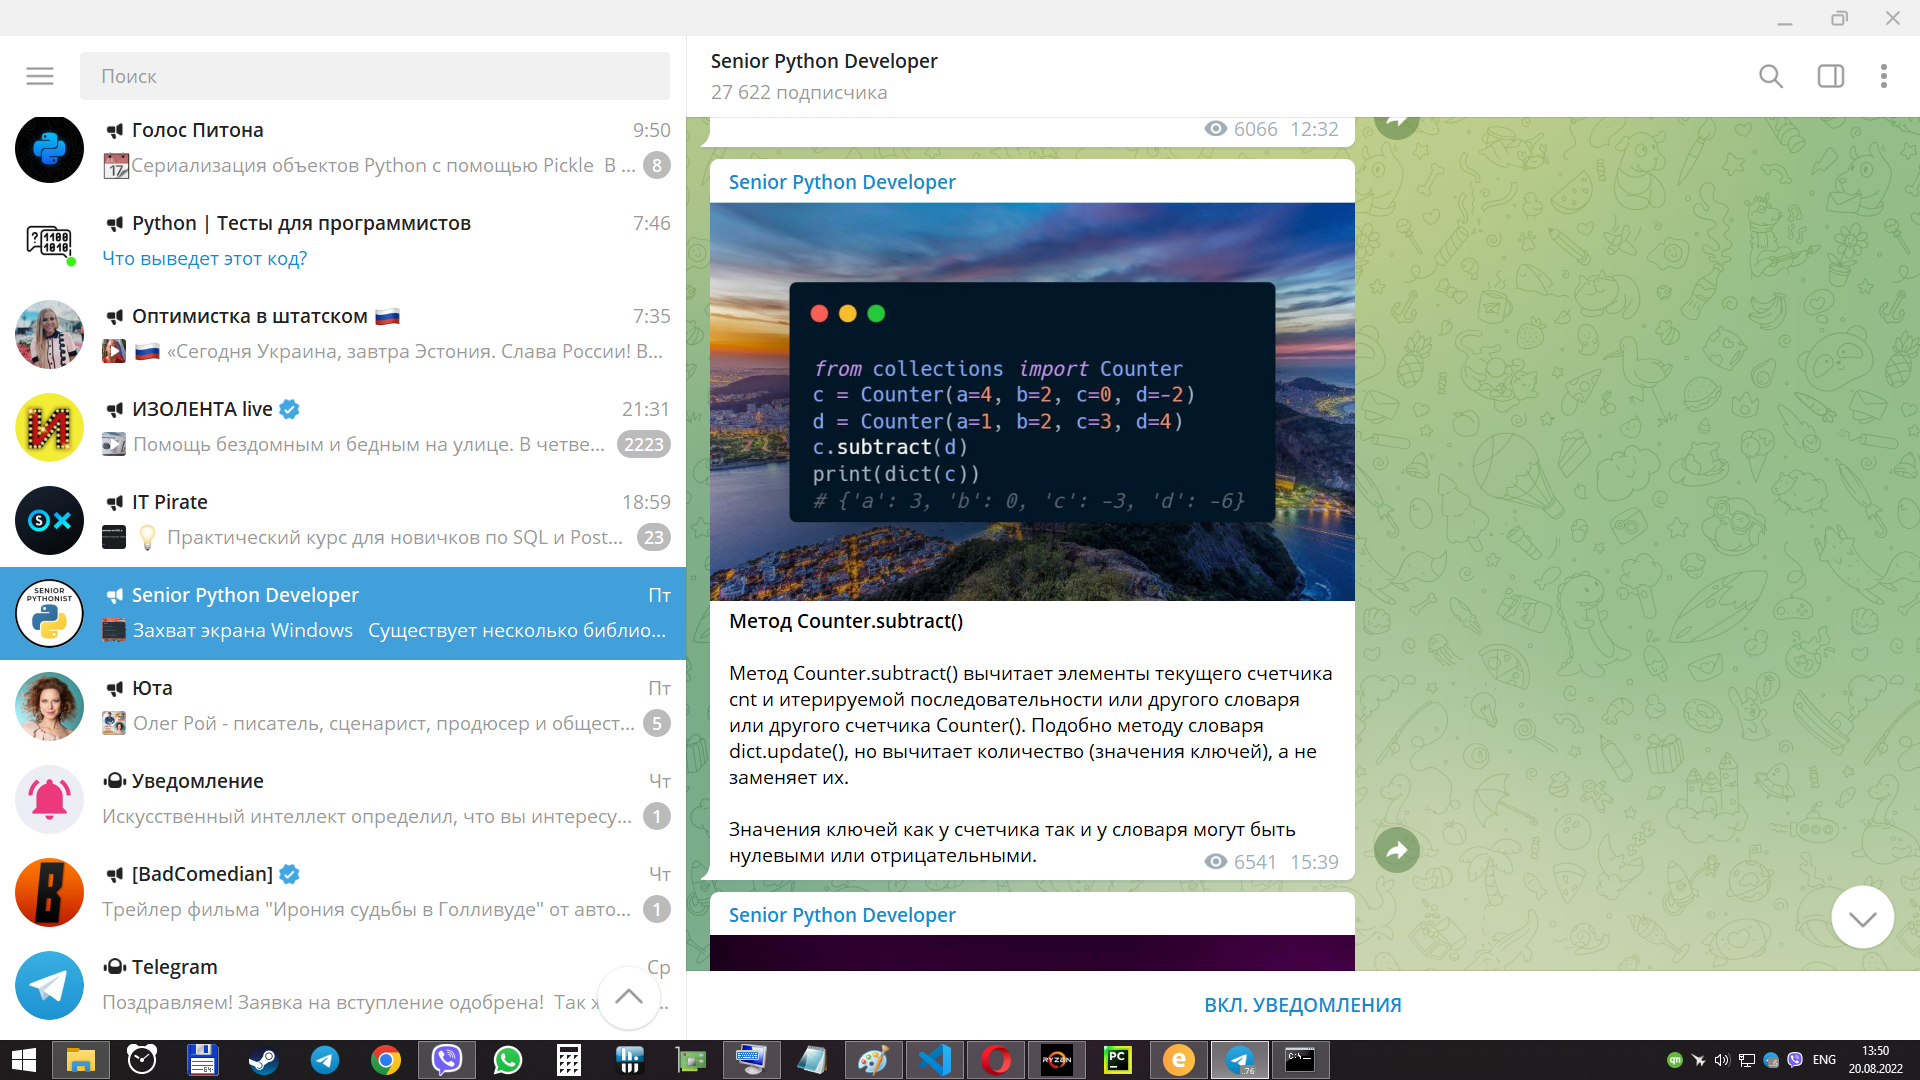 Поиск
Голос Питона 9:50
Сериализация объектов Python с помощью Pickle В ... 8
Python | Тесты для программистов 7:46
Что выведет этот код?
Оптимистка в штатском 7:35
«Сегодня Украина, завтра Эстония. Слава России! В...
ИЗОЛЕНТА live 21:31
Помощь бездомным и бедным на улице. В четве... 2223
IT Pirate 18:59
Практический курс для новичков по SQL и Post... 23
SENIOR
PYTHONIST
Senior Python Developer Пт
Захват экрана Windows Существует несколько библио...
Юта Пт
Олег Рой - писатель, сценарист, продюсер и общест... 5
Уведомление Чт
Искусственный интеллект определил, что вы интересу... 1
[BadComedian] Чт
Трейлер фильма "Ирония судьбы в Голливуде" от авто... 1
Telegram Ср
Поздравляем! Заявка на вступление одобрена! Так
Senior Python Developer
27 622 подписчика
6066 12:32
Senior Python Developer
from collections import Counter
c = Counter(a=4, b=2, c=0, d=-2)
d = Counter(a=1, b=2, c=3, d=4)
c.subtract(d)
print(dict(c))
# {'a': 3, 'b': 0, 'c': -3, 'd': -6}
Метод Counter.subtract()
Метод Counter.subtract() вычитает элементы текущего счетчика
cnt и итерируемой последовательности или другого словаря
или другого счетчика Counter(). Подобно методу словаря
dict.update(), но вычитает количество (значения ключей), а не
заменяет их.
Значения ключей как у счетчика так и у словаря могут быть
нулевыми или отрицательными.
6541 15:39
Senior Python Developer
ВКЛ. УВЕДОМЛЕНИЯ
RYZEN
PC
ENG
13:50
20.08.2022